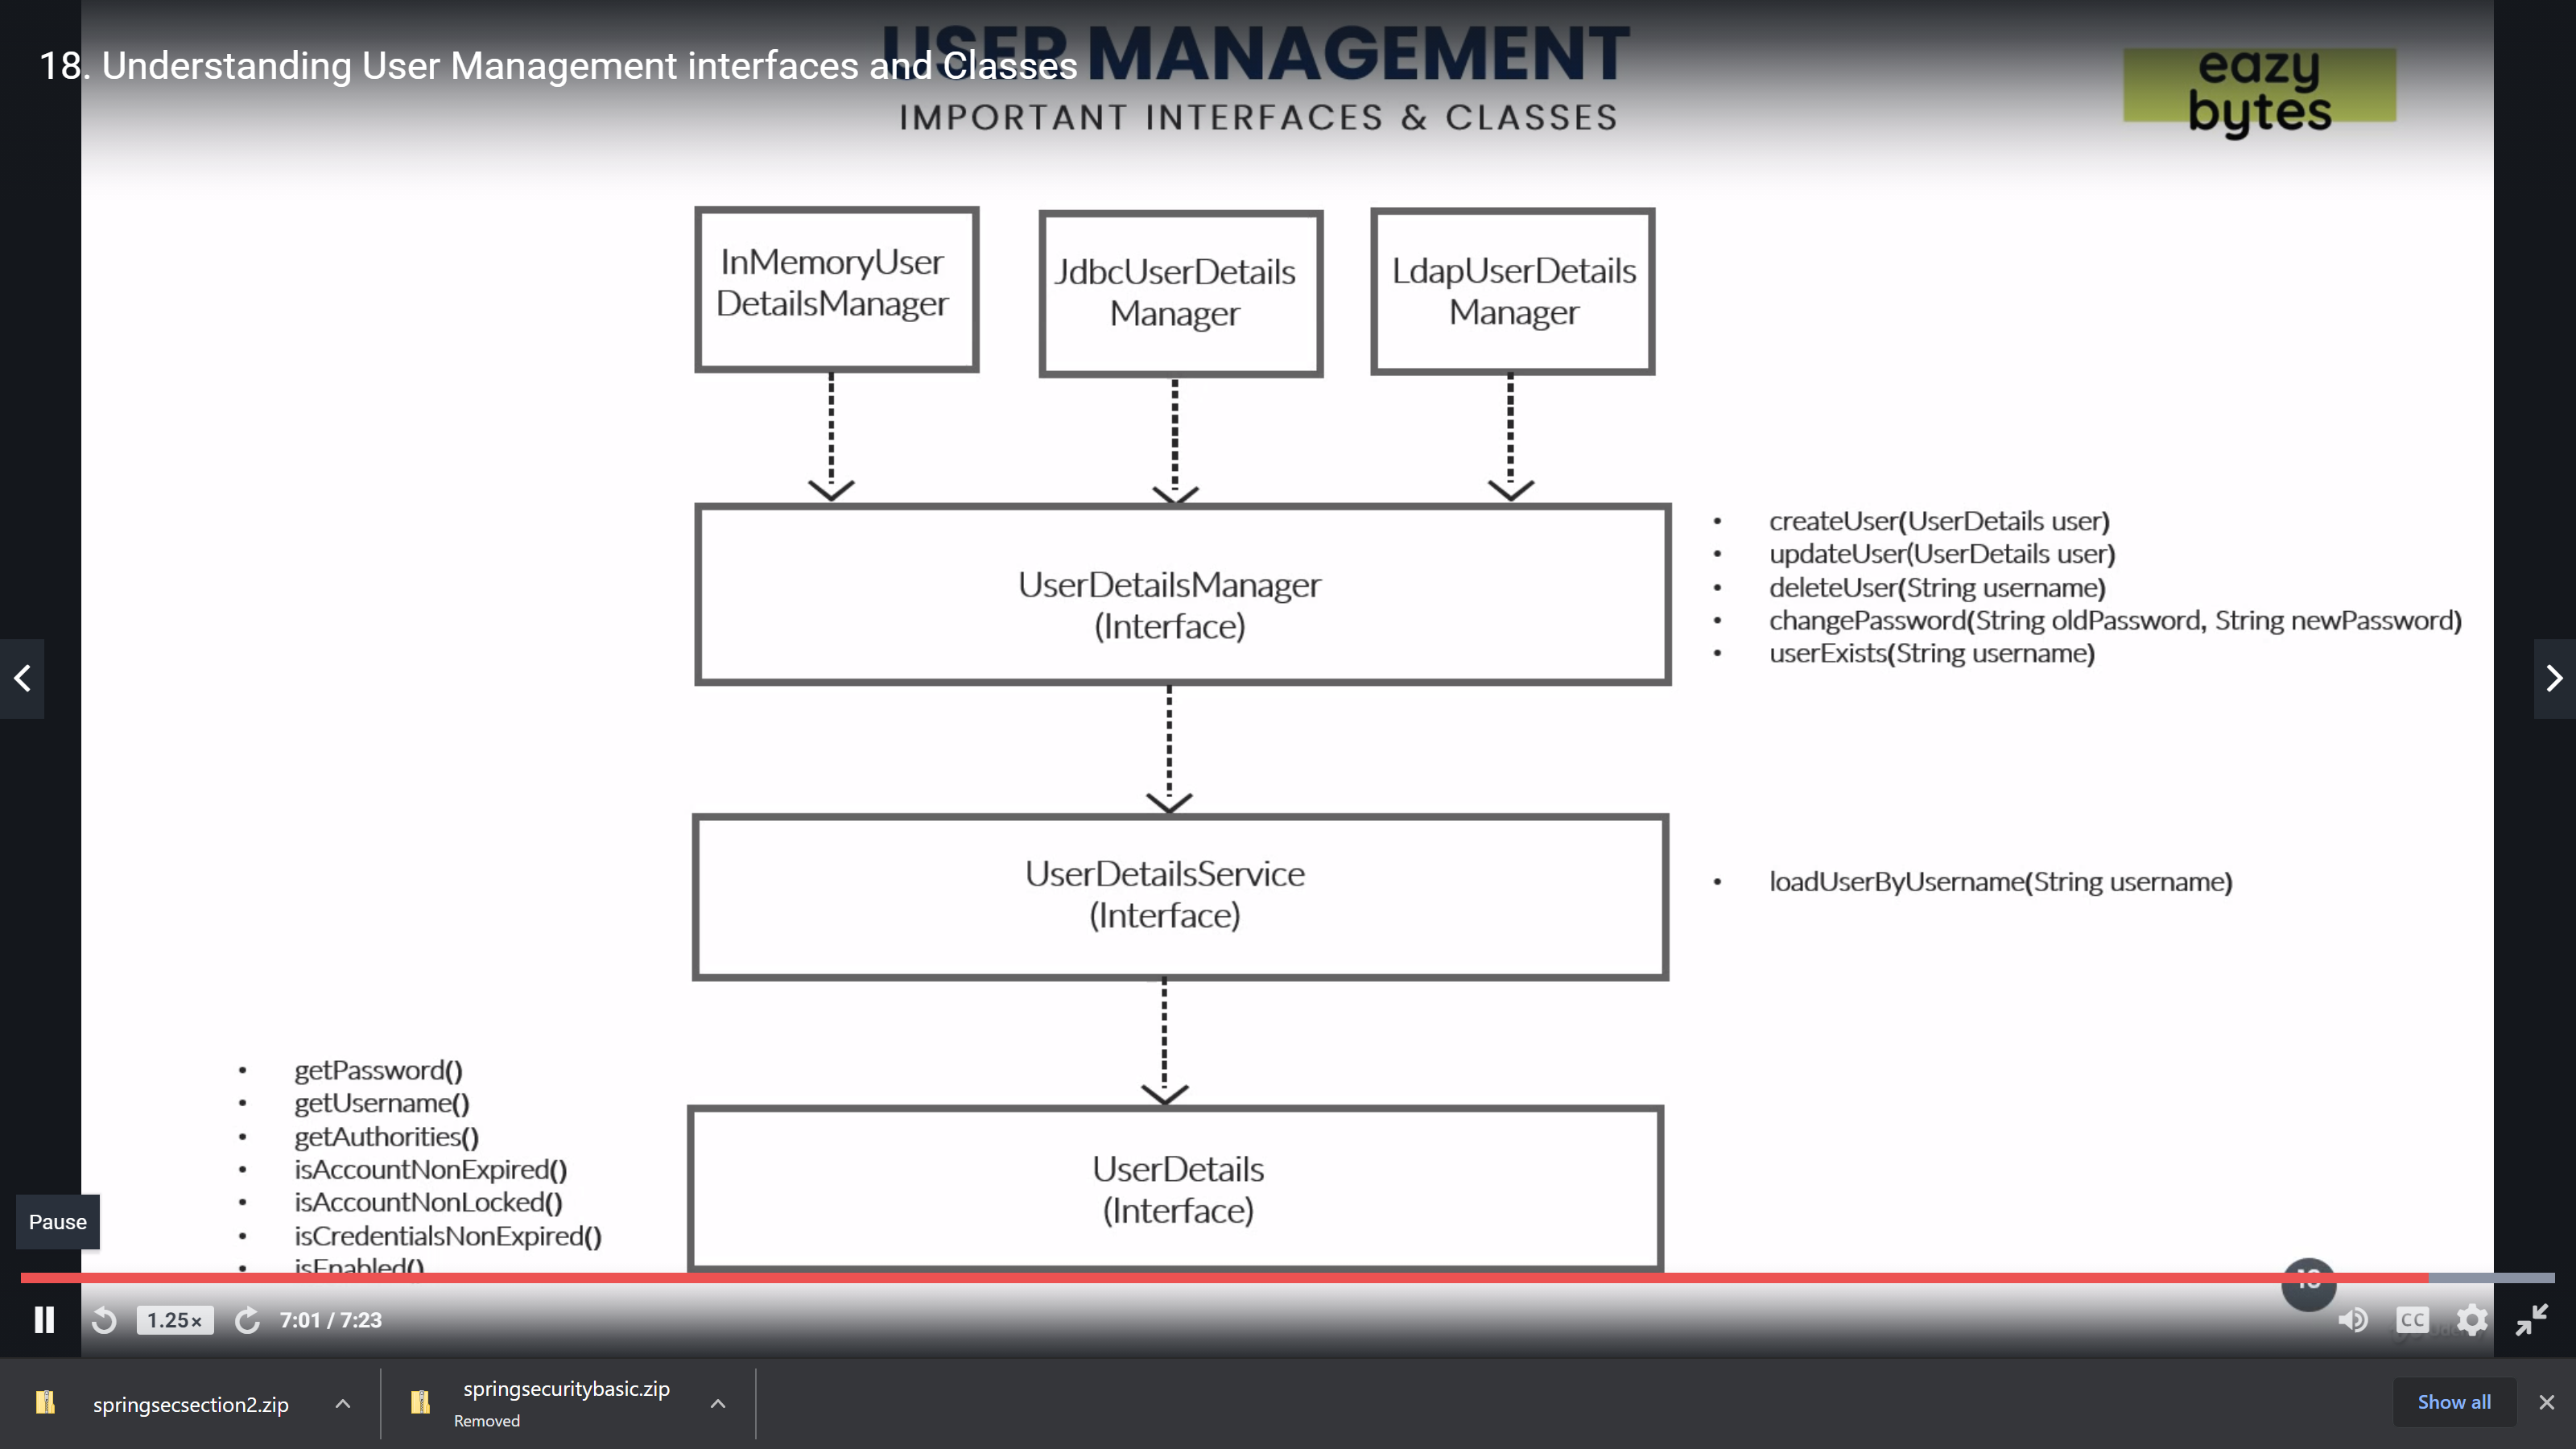 USER MANAGEMENT
18. Understanding User Management interfaces and Classes
IMPORTANT INTERFACES & CLASSES
eazy
bytes
InMemoryUser
DetailsManager
JdbcUserDetails
Manager
LdapUserDetails
Manager
UserDetailsManager
(Interface)
• createUser(UserDetails user)
• updateUser(UserDetails user)
• deleteUser(String username)
• changePassword(String oldPassword, String newPassword)
• userExists(String username)
UserDetailsService
(Interface)
• loadUserByUsername(String username)
• getPassword()
• getUsername()
• getAuthorities()
• isAccountNonExpired()
• isAccountNonLocked()
• isCredentialsNonExpired()
• isEnabled()
UserDetails
(Interface)
Pause
1.25×
7:01 / 7:23
CC
springsecsection2.zip
springsecuritybasic.zip
Removed
Show all